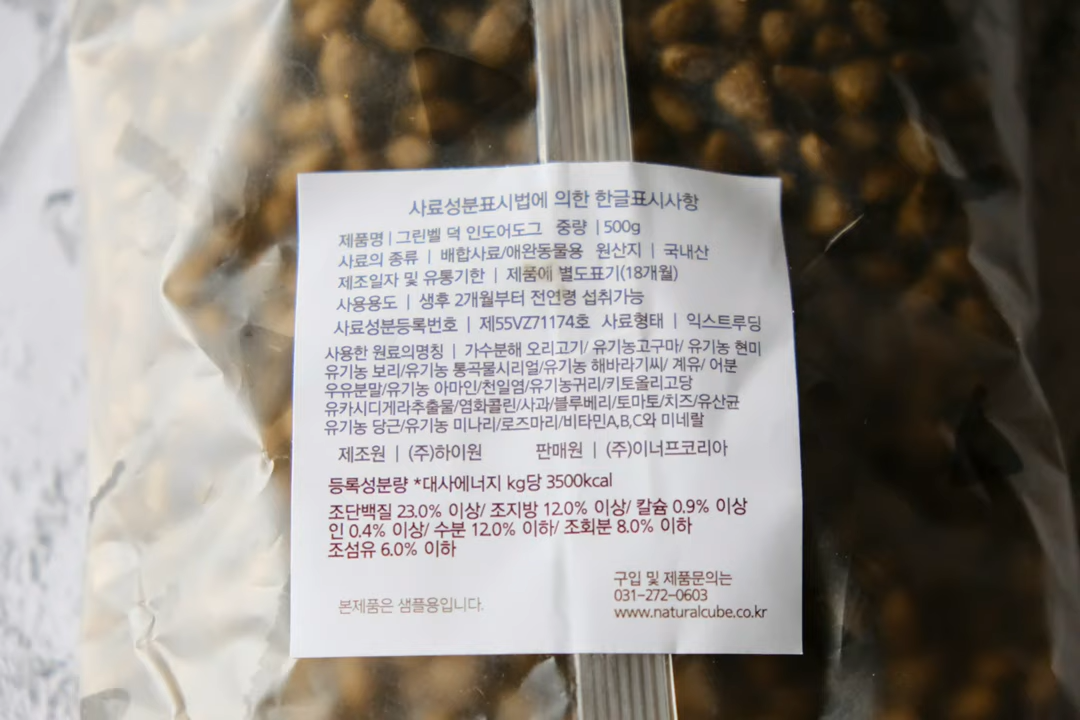 사료성분표시법에 의한 한글표시사항
제품명 | 그린벨 덕 인도어도그 중량 | 500g
사료의 종류 | 배합사료/애완동물용 원산지 | 국내산
제조일자 및 유통기한 | 제품에 별도표기(18개월)
사용용도 | 생후 2개월부터 전연령 섭취가능
사료성분등록번호 | 제55VZ71174호 사료형태 | 익스트루딩
사용한 원료의명칭 | 가수분해 오리고기/ 유기농고구마/ 유기농 현미
유기농 보리/유기농 통곡물시리얼/유기농 해바라기씨/ 계유/ 어분
우유분말/유기농 아마인/천일염/유기농귀리/키토올리고당
유카시디게라추출물/염화콜린/사과/블루베리/토마토/치즈/유산균
유기농 당근/유기농 미나리/로즈마리/비타민A,B,C와 미네랄
제조원 | (주)하이원 판매원 | (주)이너프코리아
등록성분량 *대사에너지 kg당 3500kcal
조단백질 23.0% 이상/ 조지방 12.0% 이상/ 칼슘 0.9% 이상
인 0.4% 이상/ 수분 12.0% 이하/ 조회분 8.0% 이하
조섬유 6.0% 이하
본제품은 샘플용입니다.
구입 및 제품문의는
031-272-0603
www.naturalcube.co.kr